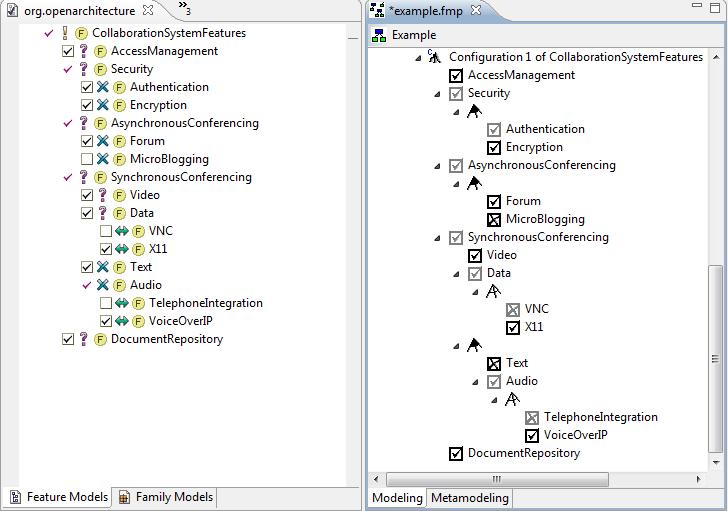 org.openarchitecture
»3
CollaborationSystemFeatures
AccessManagement
Security
Authentication
Encryption
AsynchronousConferencing
Forum
MicroBlogging
SynchronousConferencing
Video
Data
VNC
X11
Text
Audio
TelephoneIntegration
VoiceOverIP
DocumentRepository
Feature Models
Family Models
*example.fmp
Example
Configuration 1 of CollaborationSystemFeatures
AccessManagement
Security
Authentication
Encryption
AsynchronousConferencing
Forum
MicroBlogging
SynchronousConferencing
Video
Data
VNC
X11
Text
Audio
TelephoneIntegration
VoiceOverIP
DocumentRepository
Modeling
Metamodeling